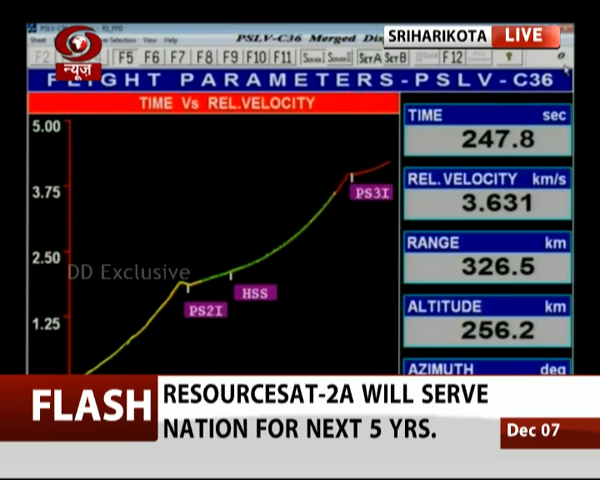 PSLV-C36 Merged Dis
SRIHARIKOTA LIVE
न्यूज़
F2 F5 F6 F7 F8 F9 F10 F11 SET A SET B F12 ?
FLIGHT PARAMETERS-PSLV-C36
TIME Vs REL.VELOCITY
5.00
3.75
2.50
1.25
PS3I
HSS
PS2I
DD Exclusive
TIME sec
247.8
REL.VELOCITY km/s
3.631
RANGE km
326.5
ALTITUDE km
256.2
AZIMUTH deg
FLASH
RESOURCESAT-2A WILL SERVE
NATION FOR NEXT 5 YRS.
Dec 07